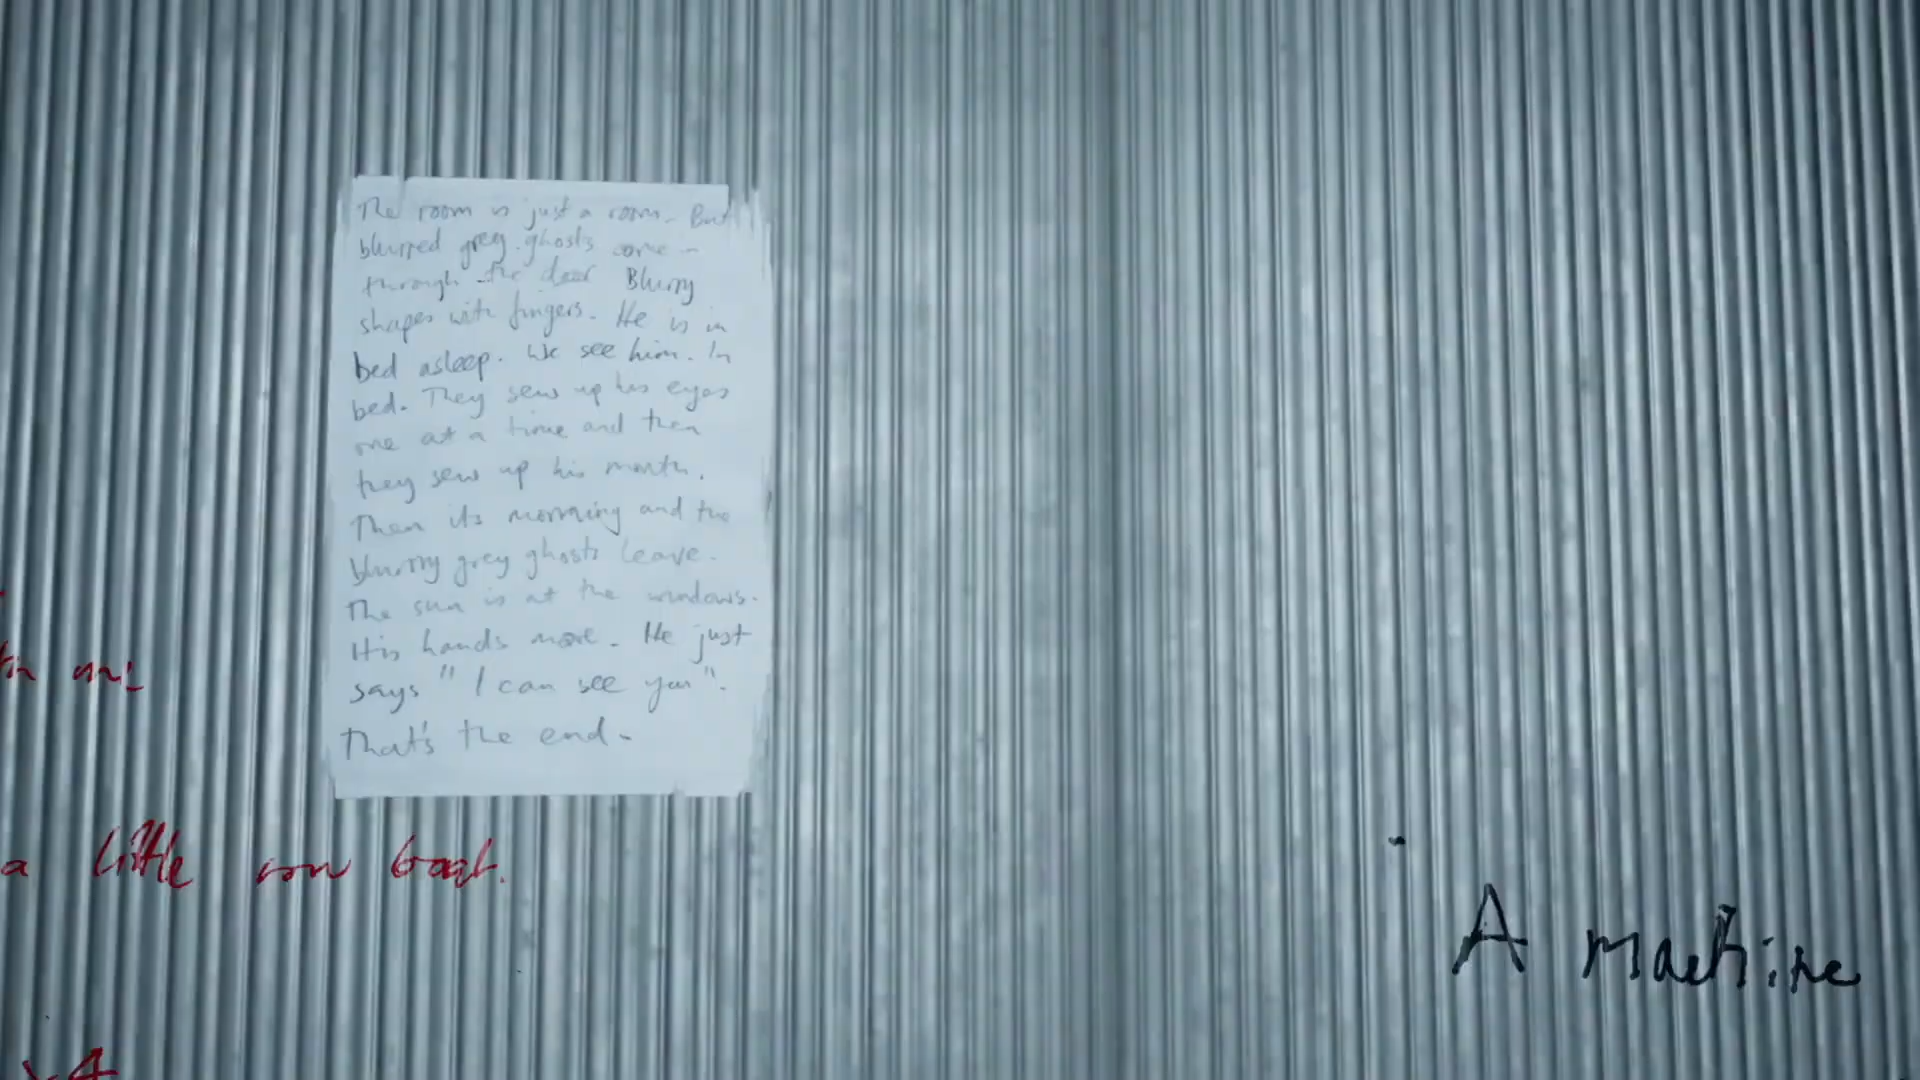 The room is just a room. But
blurred grey ghosts come
through the door Blurry
shapes with fingers. He is in
bed asleep. We see him. In
bed. They sew up his eyes
one at a time and then
they sew up his mouth.
Then its morning and the
blurry grey ghosts leave.
The sun is at the windows.
His hands move. He just
says "I can see you".
That's the end.
a little row boat.
A machine